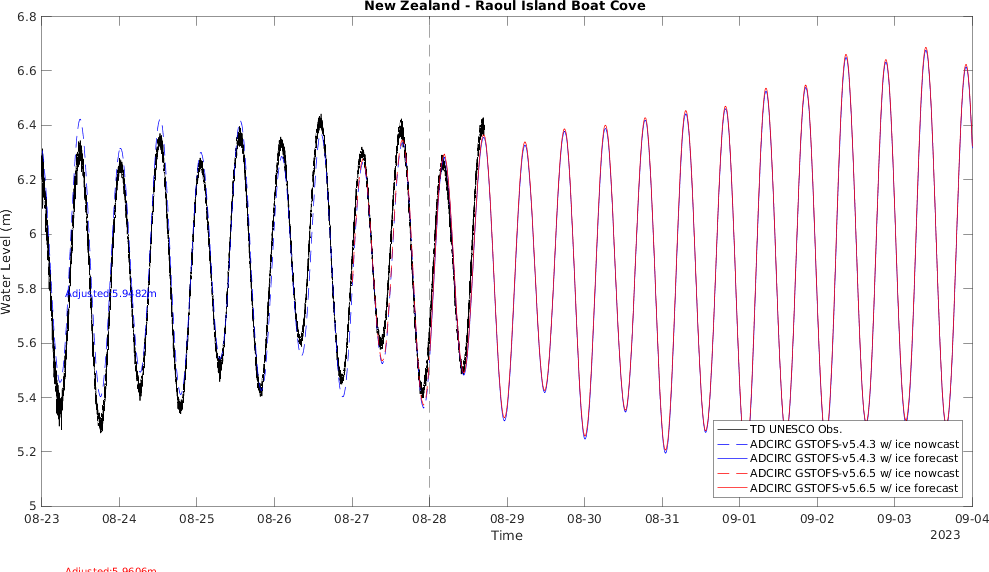 New Zealand - Raoul Island Boat Cove
6.8
6.6
6.4
6.2
6
5.8
5.6
5.4
5.2
5
Water Level (m)
Adjusted:5.9482m
TD UNESCO Obs.
ADCIRC GSTOFS-v5.4.3 w/ ice nowcast
ADCIRC GSTOFS-v5.4.3 w/ ice forecast
ADCIRC GSTOFS-v5.6.5 w/ ice nowcast
ADCIRC GSTOFS-v5.6.5 w/ ice forecast
08-23 08-24 08-25 08-26 08-27 08-28 08-29 08-30 08-31 09-01 09-02 09-03 09-04
Time
2023
Adjusted:5.9606m